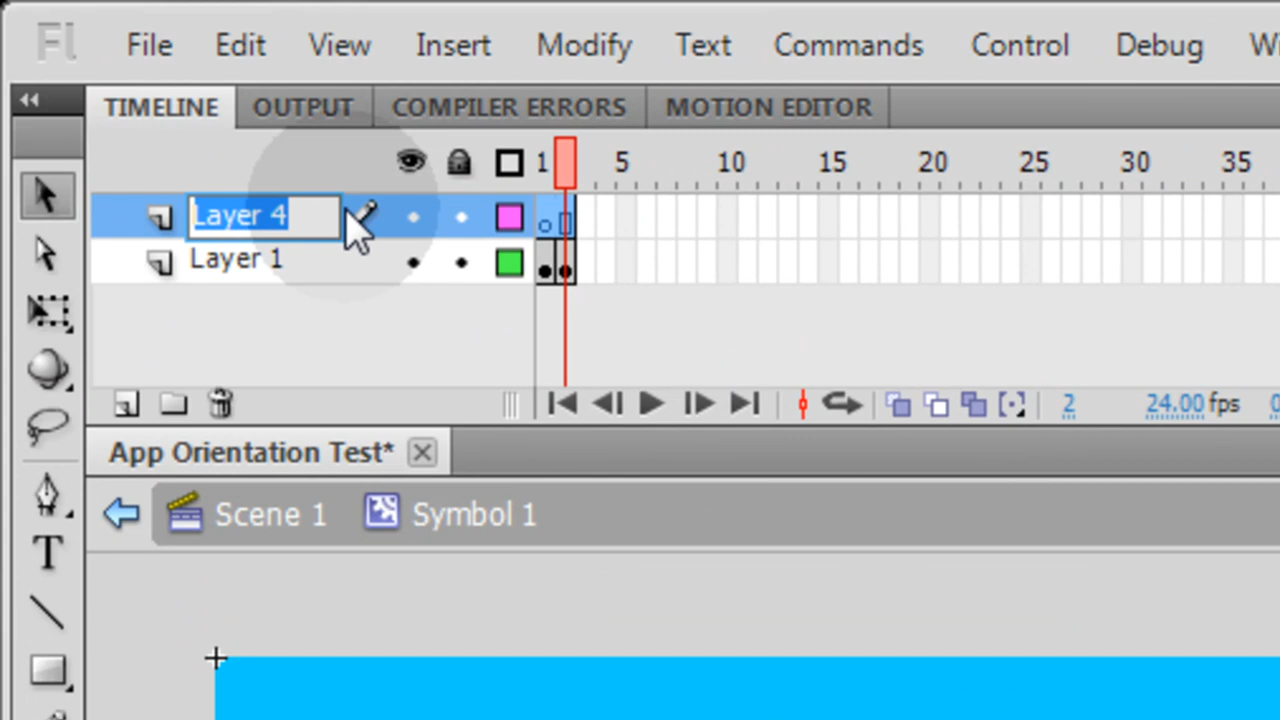 Fl File Edit View Insert Modify Text Commands Control Debug
TIMELINE OUTPUT COMPILER ERRORS MOTION EDITOR
1 5 10 15 20 25 30 35
Layer 4
Layer 1
2 24.00 fps
App Orientation Test*
Scene 1 Symbol 1
T